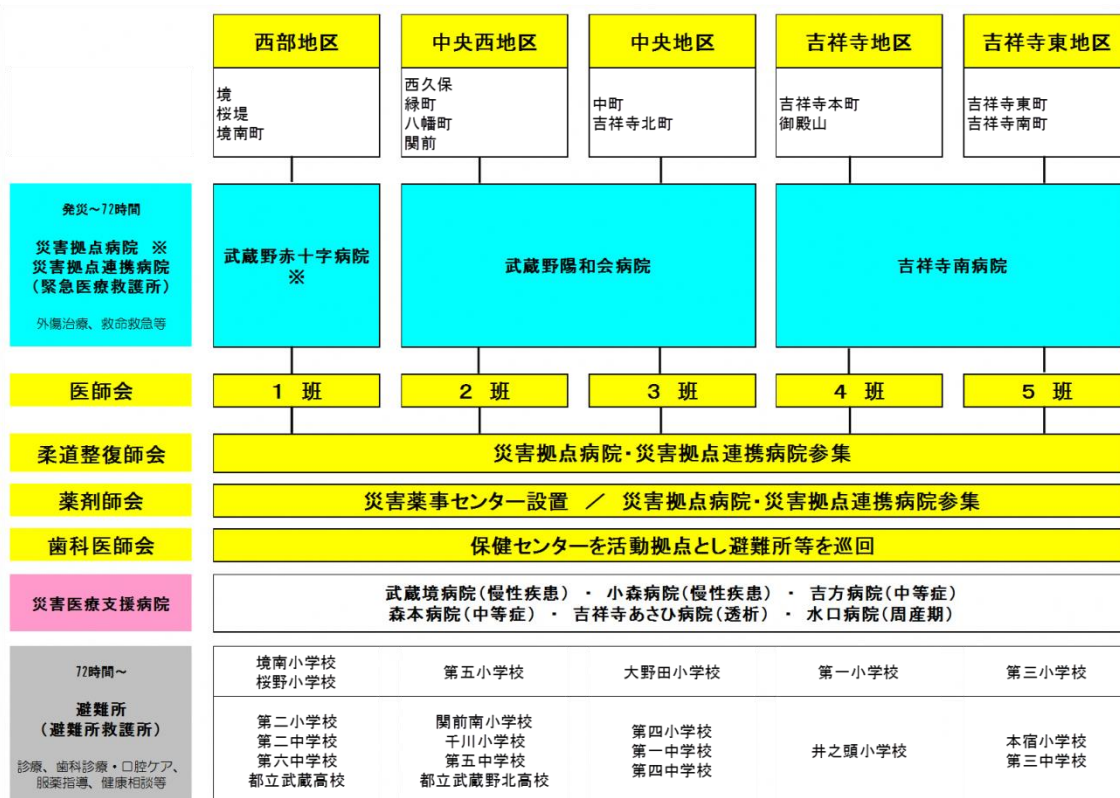 西部地区
中央西地区
中央地区
吉祥寺地区
吉祥寺東地区
境
桜堤
境南町
西久保
緑町
八幡町
関前
中町
吉祥寺北町
吉祥寺本町
御殿山
吉祥寺東町
吉祥寺南町
発災～72時間
災害拠点病院 ※
災害拠点連携病院
(緊急医療救護所)
外傷治療、救命救急等
武蔵野赤十字病院
※
武蔵野陽和会病院
吉祥寺南病院
医師会
1 班
2 班
3 班
4 班
5 班
柔道整復師会
災害拠点病院・災害拠点連携病院参集
薬剤師会
災害薬事センター設置 ／ 災害拠点病院・災害拠点連携病院参集
歯科医師会
保健センターを活動拠点とし避難所等を巡回
災害医療支援病院
武蔵境病院(慢性疾患) ・ 小森病院(慢性疾患) ・ 吉方病院(中等症)
森本病院(中等症) ・ 吉祥寺あさひ病院(透析) ・ 水口病院(周産期)
72時間～
避難所
(避難所救護所)
診療、歯科診療・口腔ケア、
服薬指導、健康相談等
境南小学校
桜野小学校
第五小学校
大野田小学校
第一小学校
第三小学校
第二小学校
第二中学校
第六中学校
都立武蔵高校
関前南小学校
千川小学校
第五中学校
都立武蔵野北高校
第四小学校
第一中学校
第四中学校
井之頭小学校
本宿小学校
第三中学校